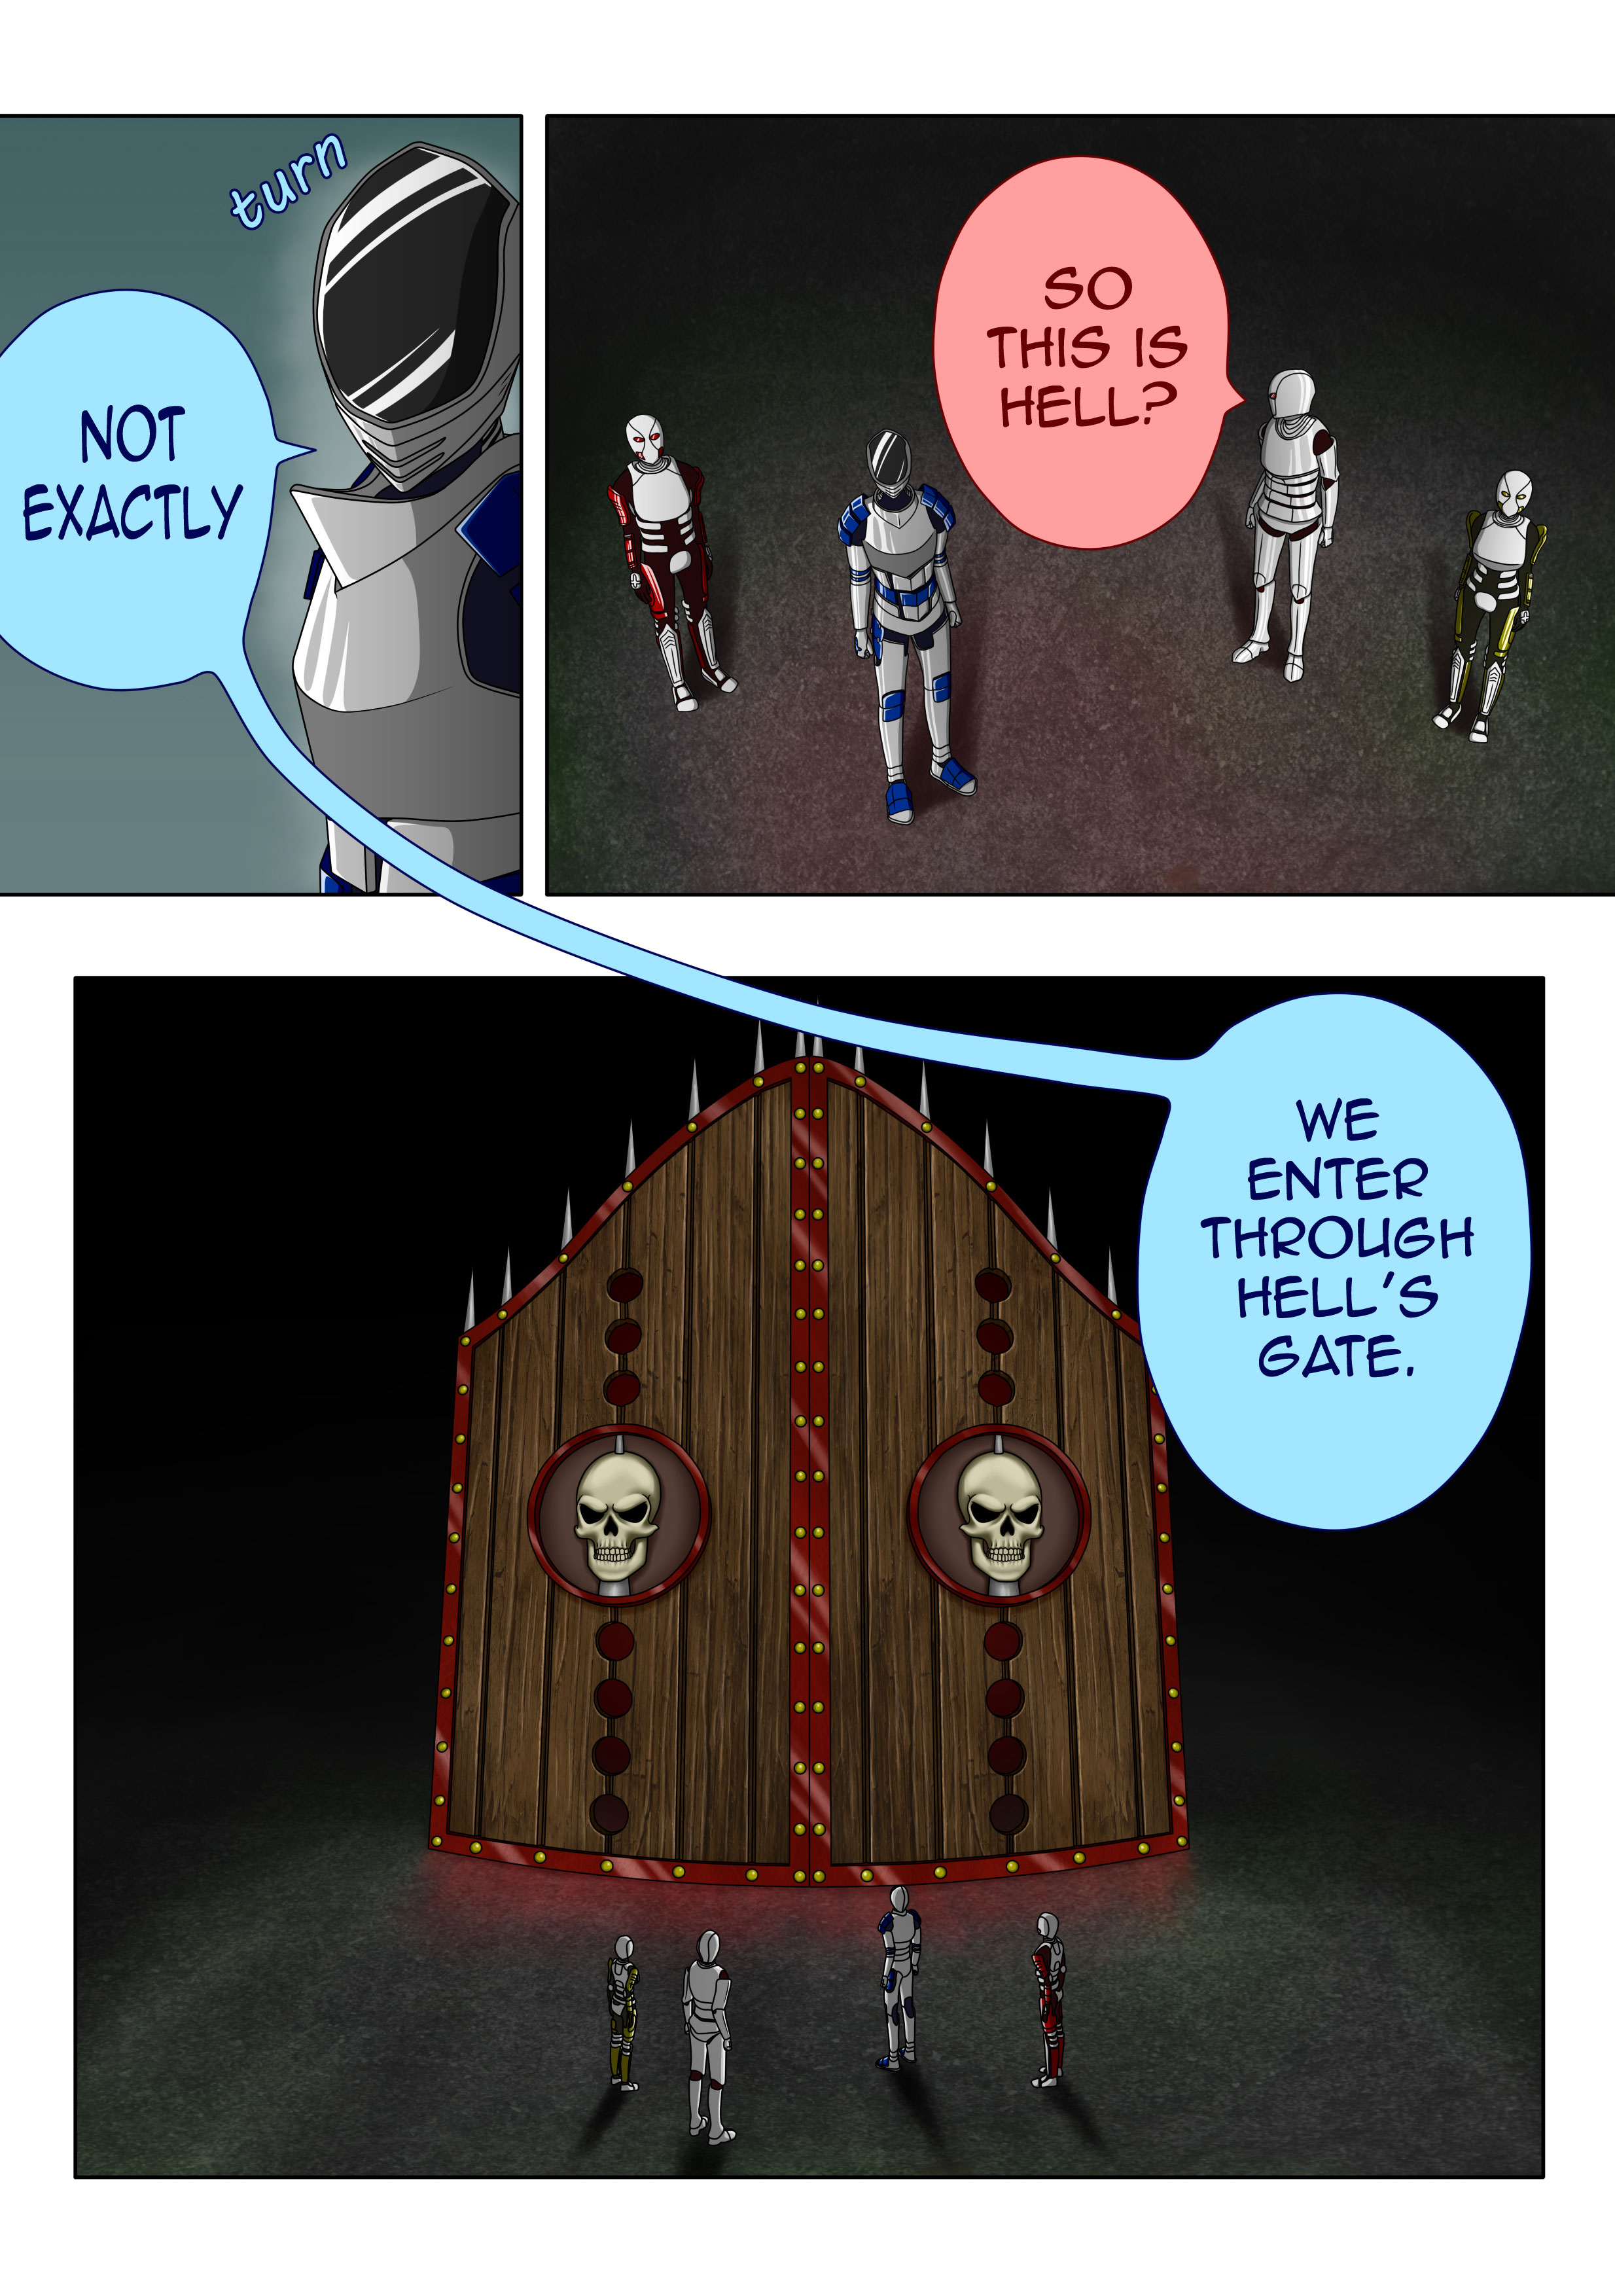 SO
THIS IS
HELL?
turn
NOT
EXACTLY
WE
ENTER
THROUGH
HELL'S
GATE.